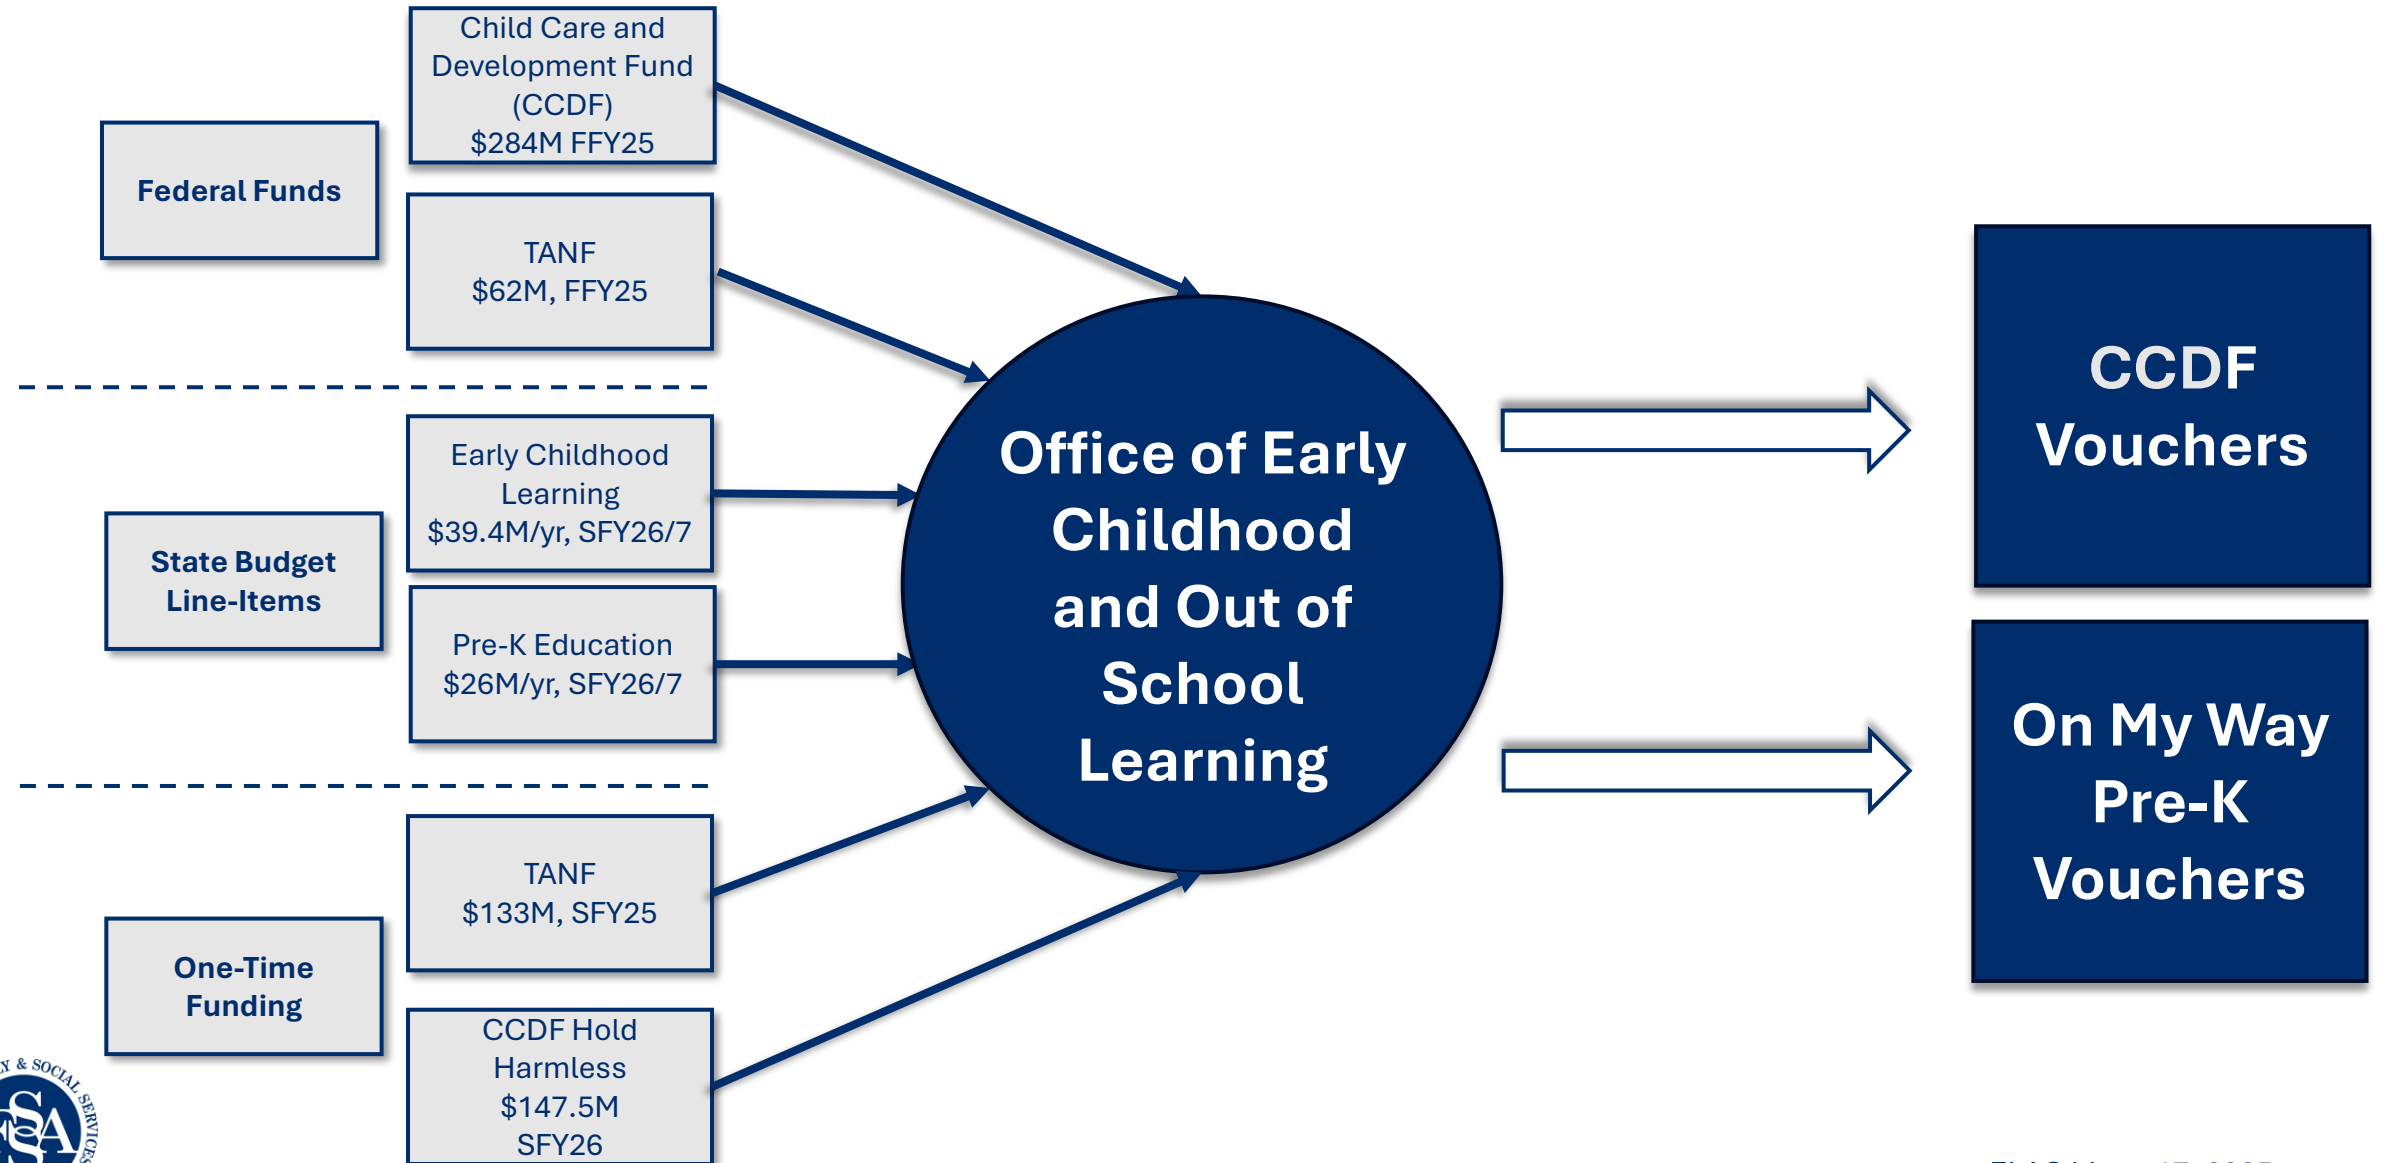 Child Care and
Development Fund
(CCDF)
$284M FFY25
Federal Funds
TANF
$62M, FFY25
Early Childhood
Learning
$39.4M/yr, SFY26/7
State Budget
Line-Items
Pre-K Education
$26M/yr, SFY26/7
TANF
$133M, SFY25
One-Time
Funding
CCDF Hold
Harmless
$147.5M
SFY26
Office of Early
Childhood
and Out of
School
Learning
CCDF
Vouchers
On My Way
Pre-K
Vouchers
& SOCIAL SERVICES